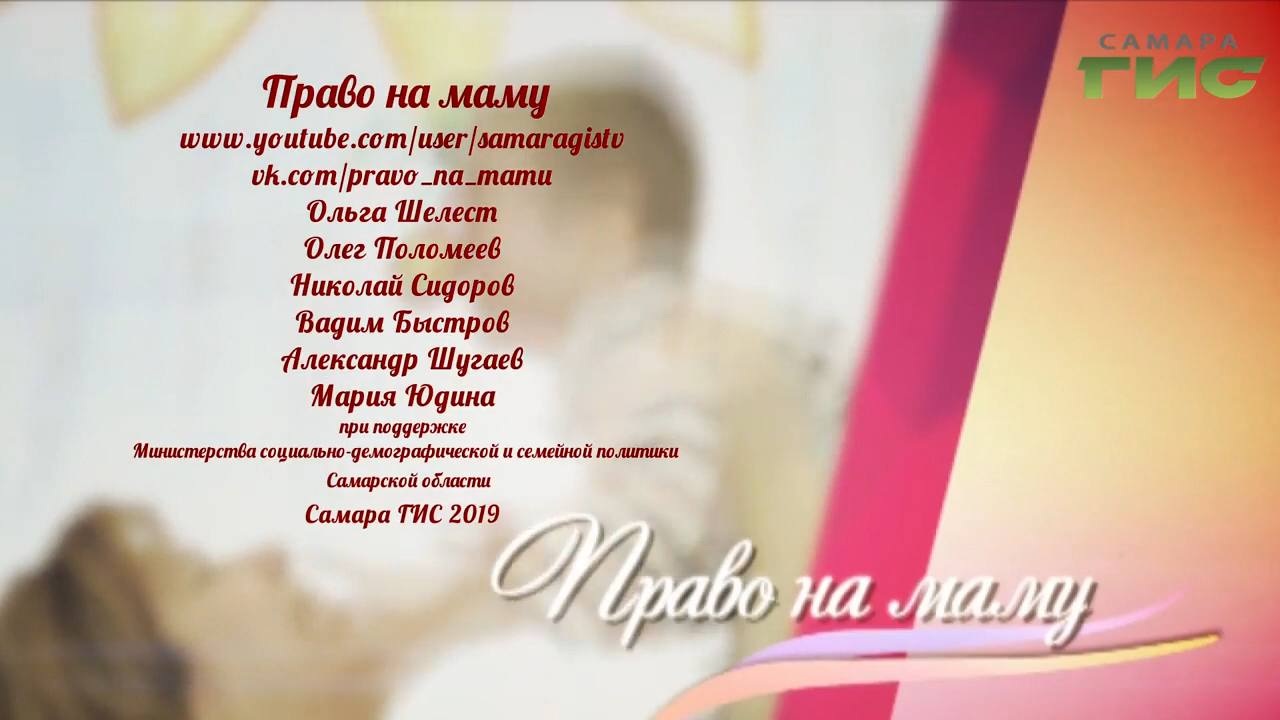 САМАРА
ГИС
Право на маму
www.youtube.com/user/samaragistv
vk.com/pravo_na_mamu
Ольга Шелест
Олег Поломеев
Николай Сидоров
Вадим Быстров
Александр Шугаев
Мария Юдина
при поддержке
Министерства социально-демографической и семейной политики
Самарской области
Самара ГИС 2019
Право на маму